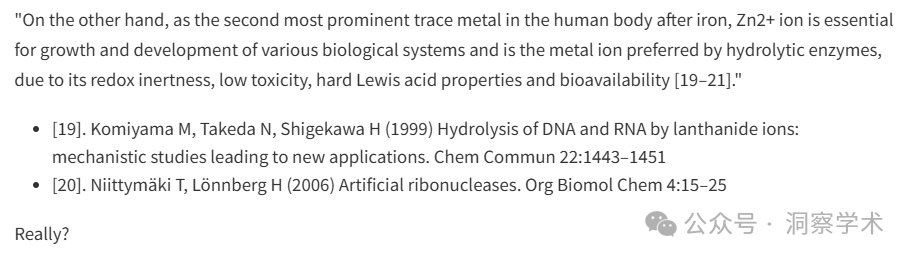 "On the other hand, as the second most prominent trace metal in the human body after iron, Zn2+ ion is essential
for growth and development of various biological systems and is the metal ion preferred by hydrolytic enzymes,
due to its redox inertness, low toxicity, hard Lewis acid properties and bioavailability [19–21]."
• [19]. Komiyama M, Takeda N, Shigekawa H (1999) Hydrolysis of DNA and RNA by lanthanide ions:
mechanistic studies leading to new applications. Chem Commun 22:1443–1451
• [20]. Niittymäki T, Lönnberg H (2006) Artificial ribonucleases. Org Biomol Chem 4:15–25
Really?
公众号 · 洞察学术